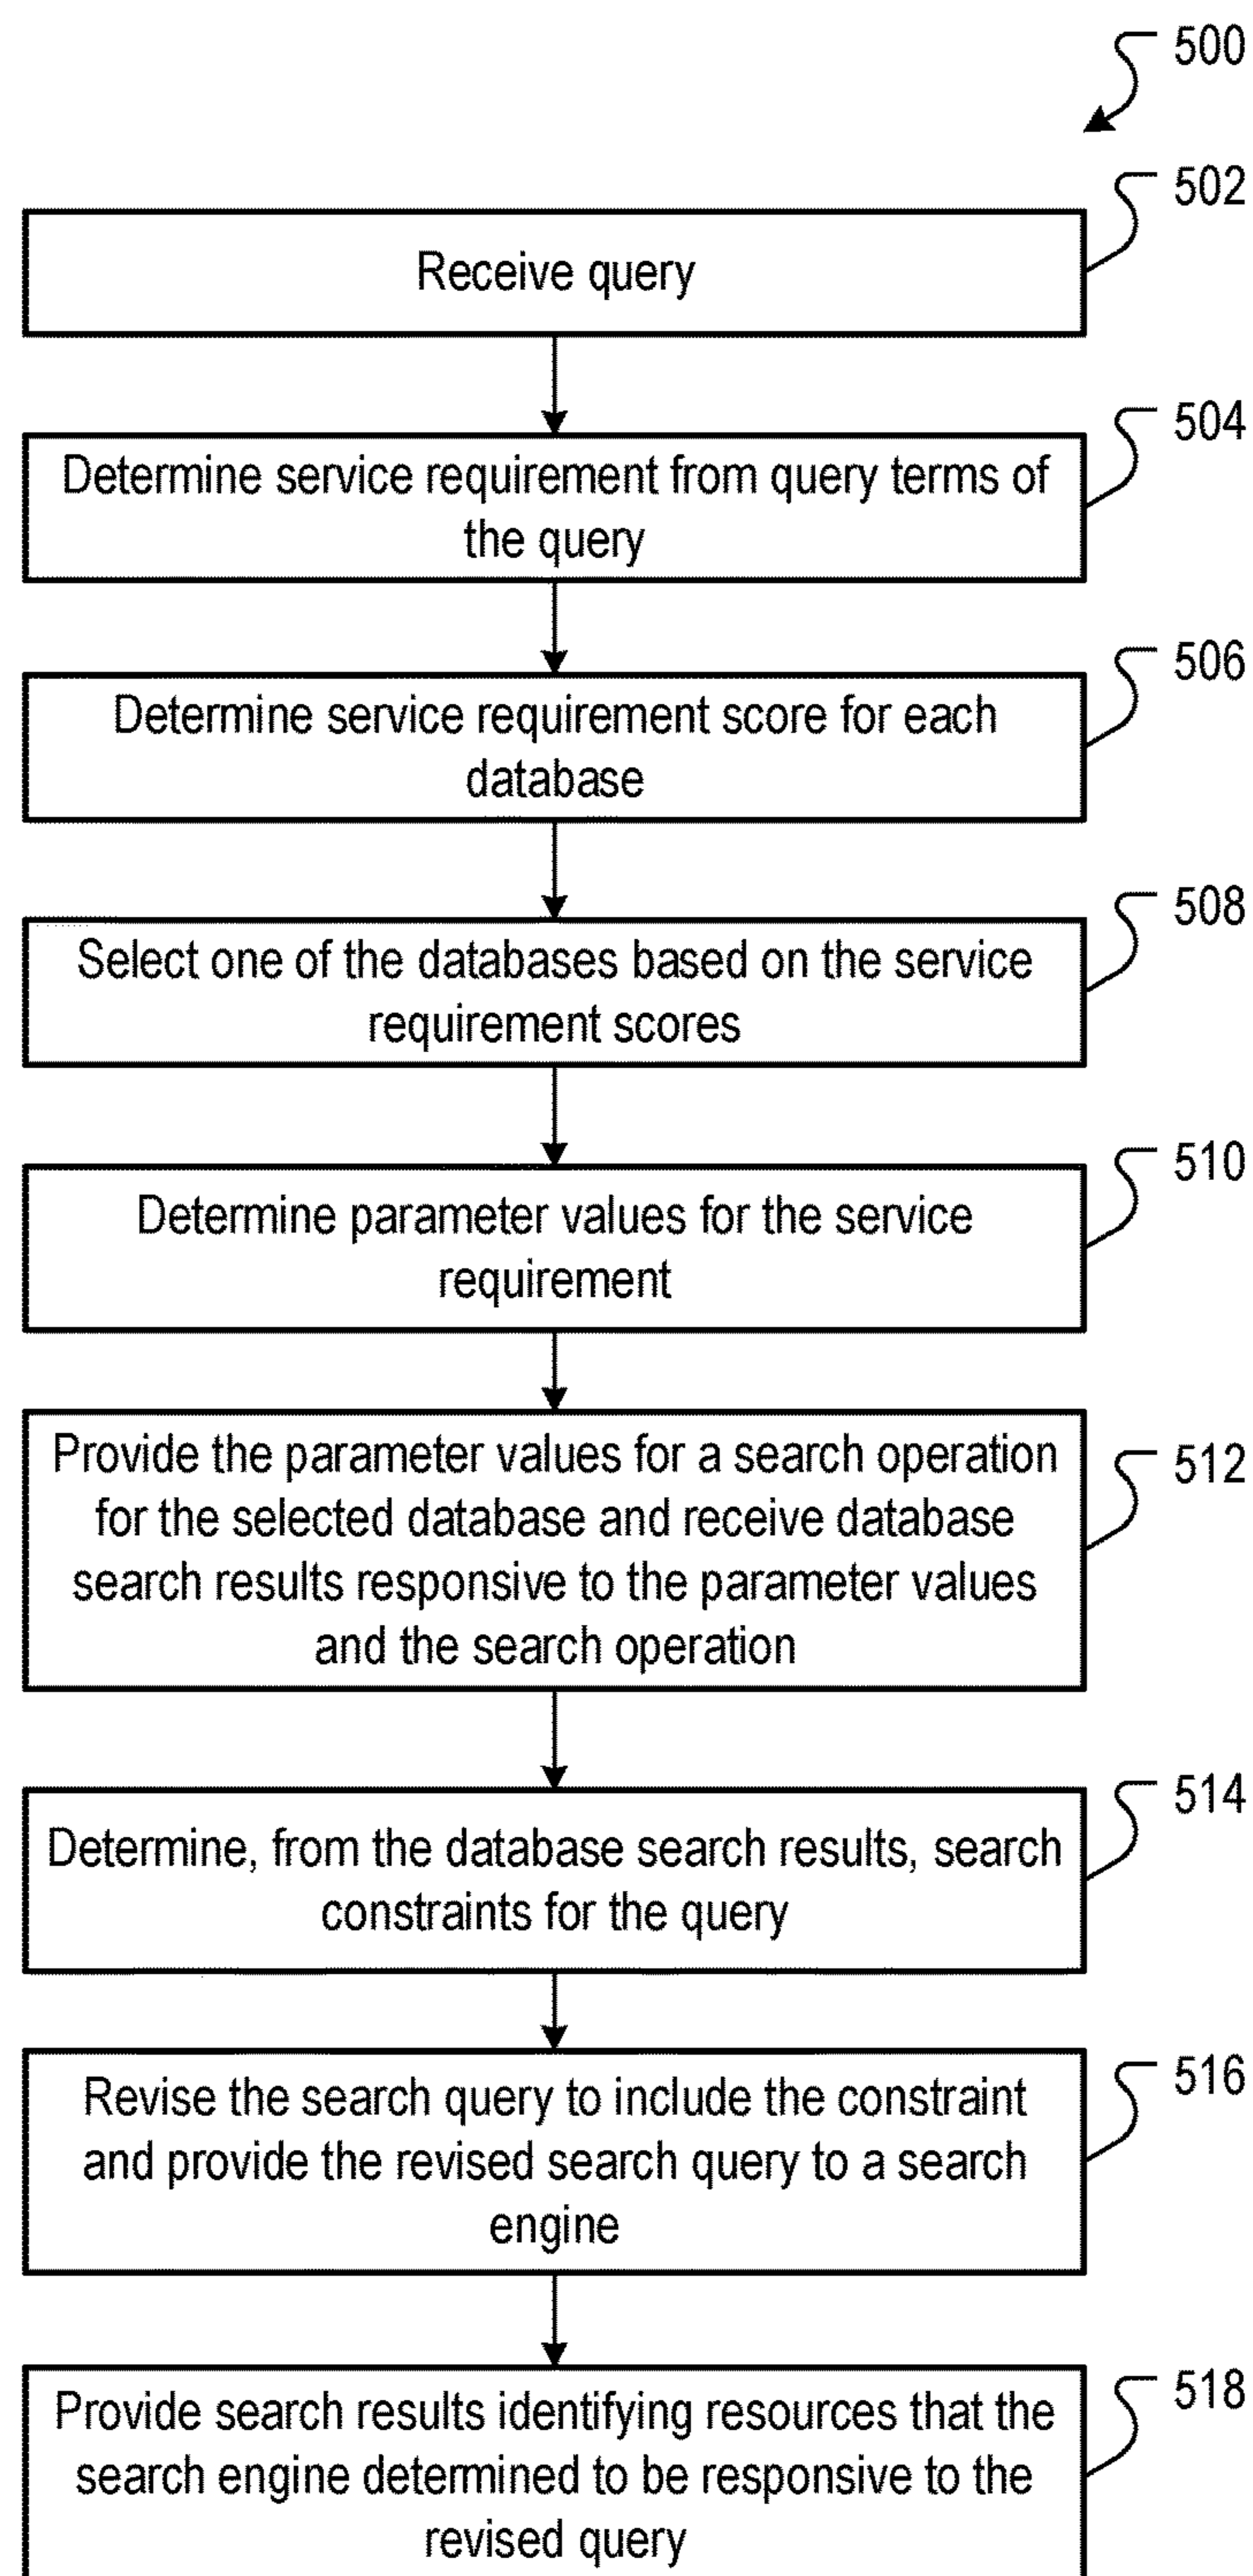 500
502
Receive query
504
Determine service requirement from query terms of
the query
506
Determine service requirement score for each
database
508
Select one of the databases based on the service
requirement scores
510
Determine parameter values for the service
requirement
512
Provide the parameter values for a search operation
for the selected database and receive database
search results responsive to the parameter values
and the search operation
514
Determine, from the database search results, search
constraints for the query
516
Revise the search query to include the constraint
and provide the revised search query to a search
engine
518
Provide search results identifying resources that the
search engine determined to be responsive to the
revised query